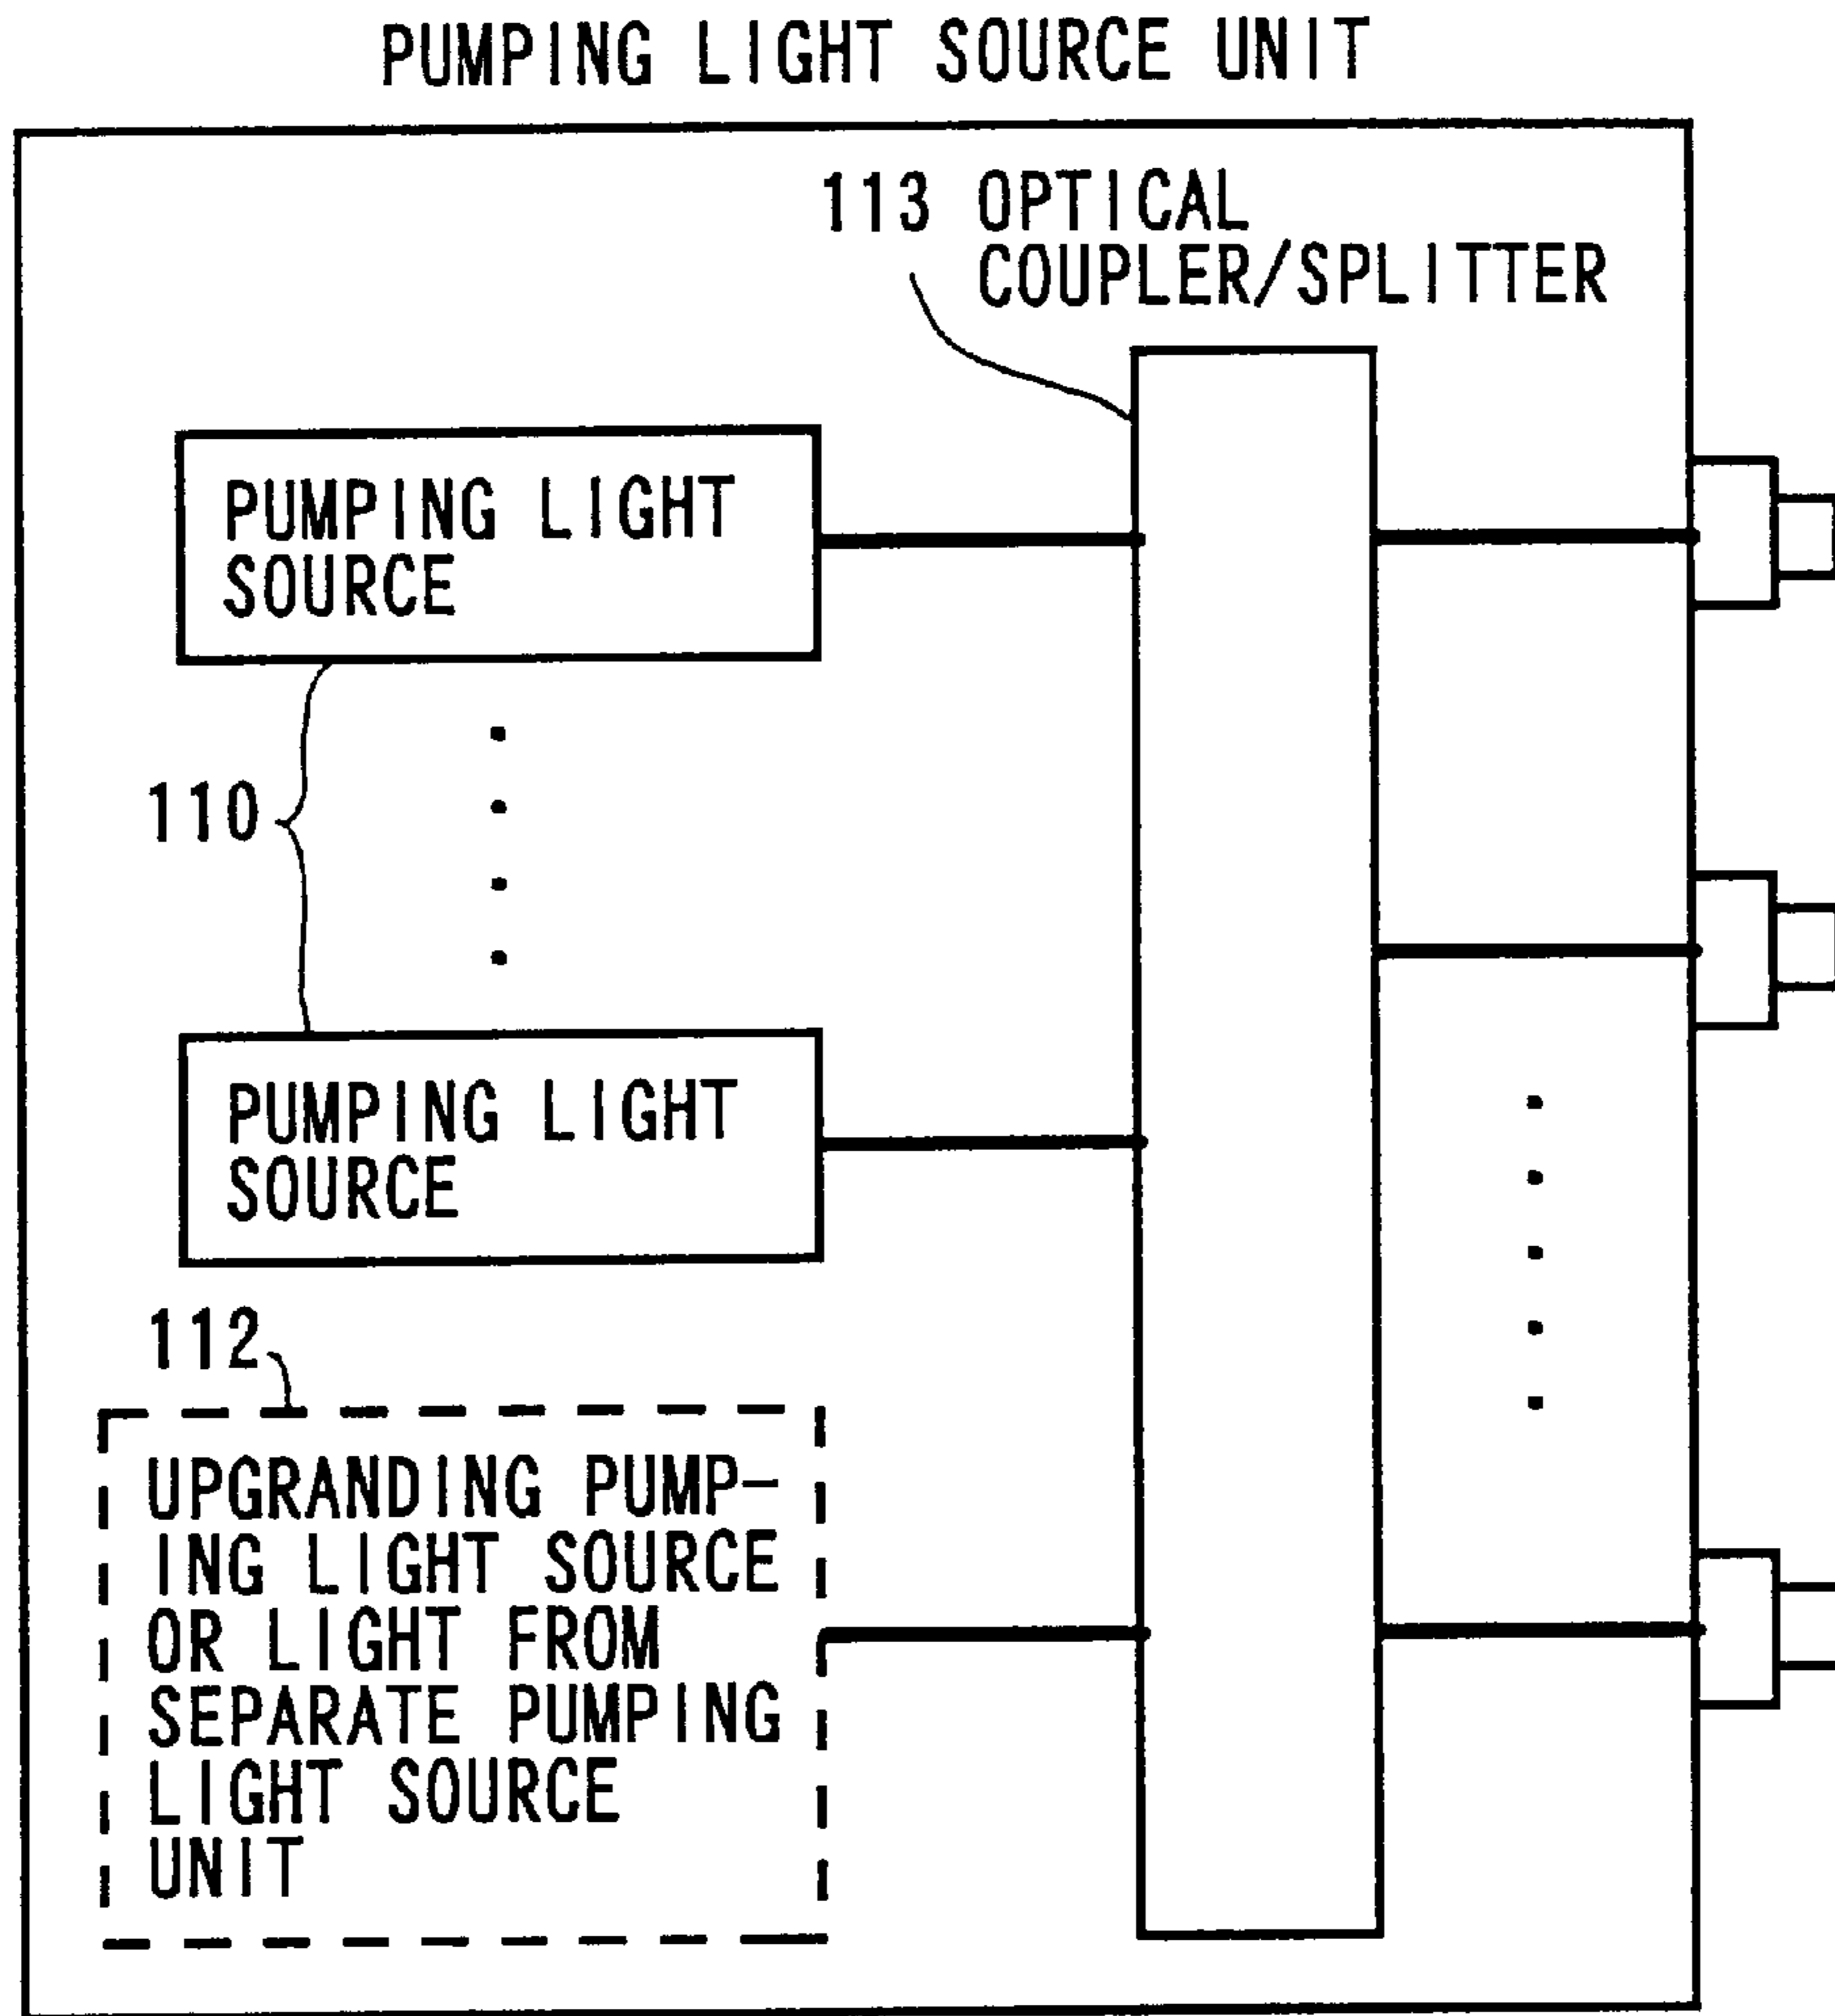 PUMPING LIGHT SOURCE UNIT
113 OPTICAL
COUPLER/SPLITTER
PUMPING LIGHT
SOURCE
110
PUMPING LIGHT
SOURCE
112
UPGRANDING PUMP-
ING LIGHT SOURCE
OR LIGHT FROM
SEPARATE PUMPING
LIGHT SOURCE
UNIT